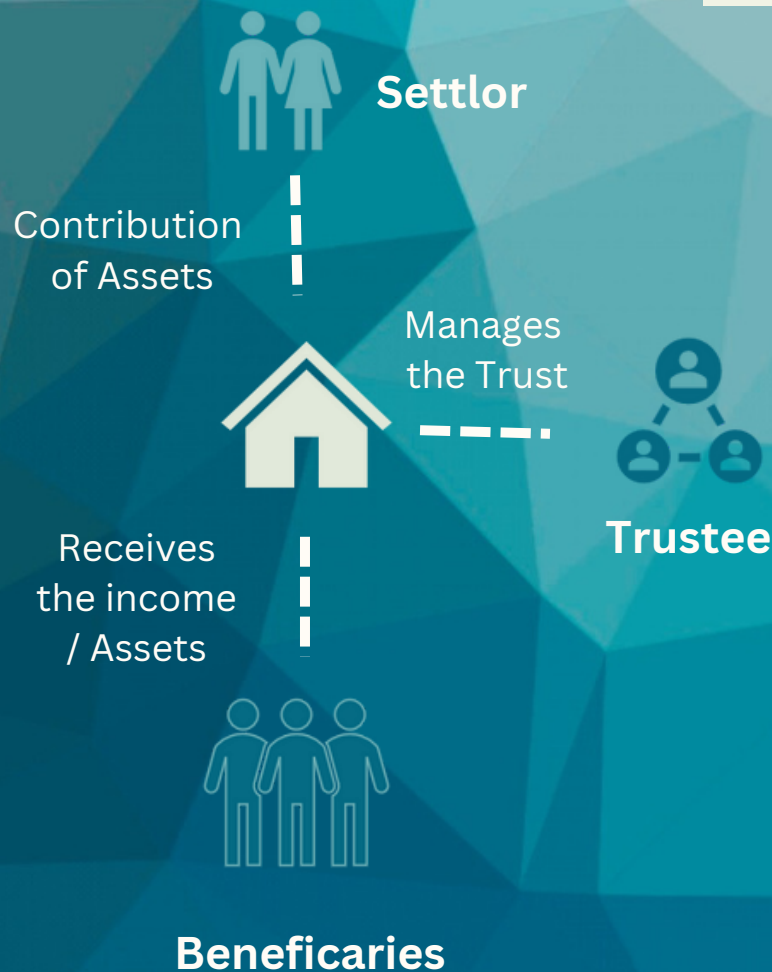 Settlor
Contribution
of Assets
Manages
the Trust
Trustee
Receives
the income
/ Assets
Beneficaries